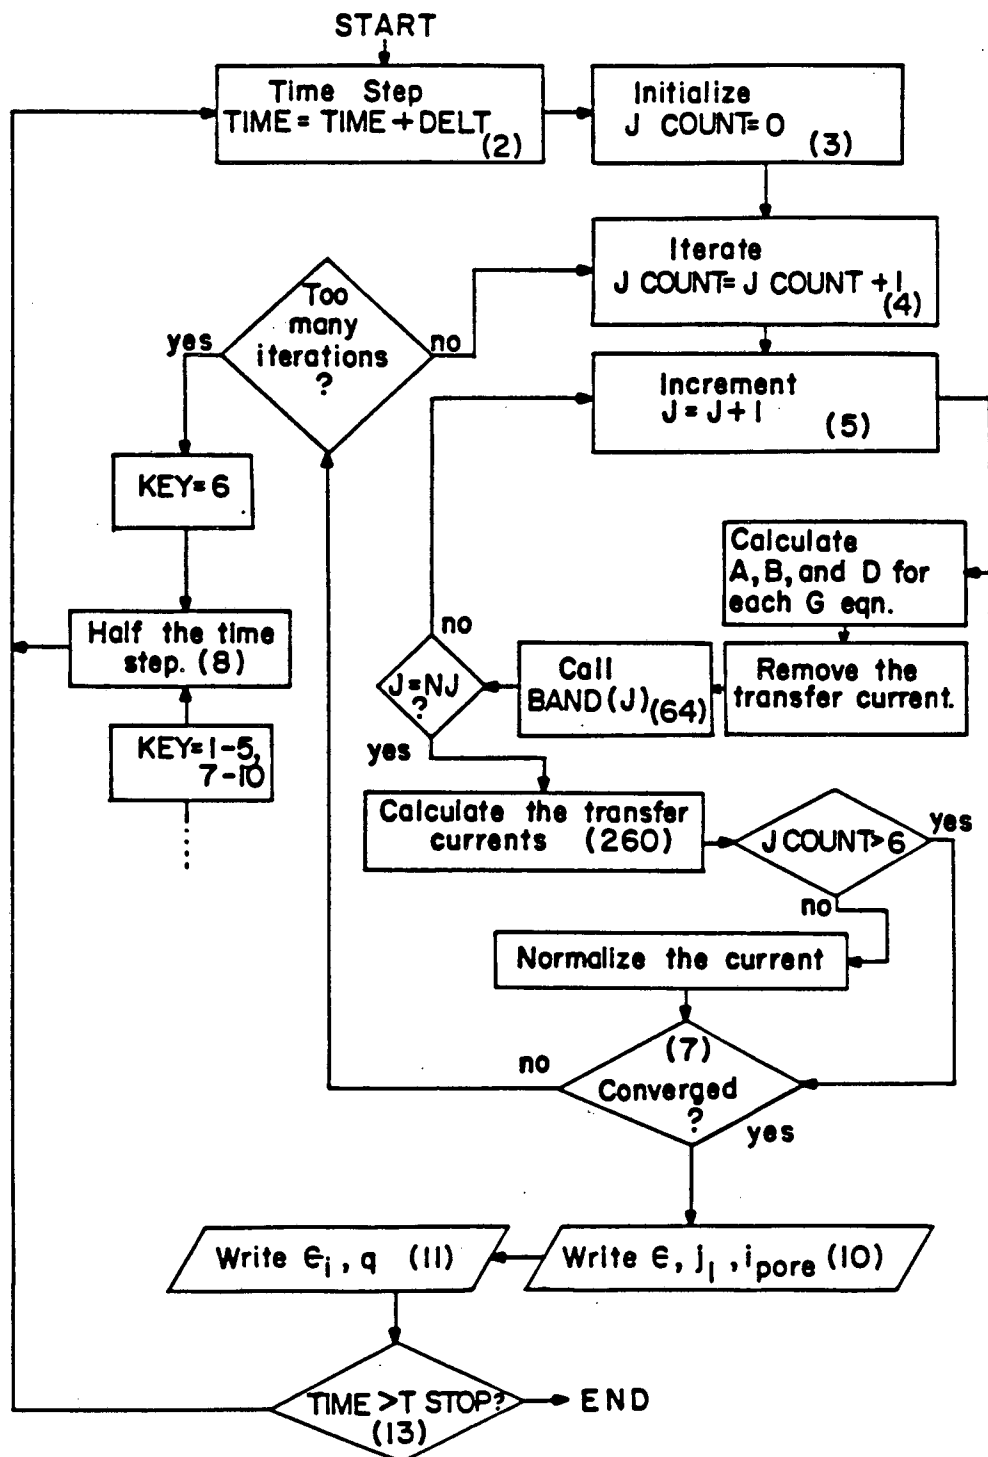 START
Time Step
TIME = TIME + DELT
(2)
Initialize
J COUNT=0
(3)
Iterate
J COUNT= J COUNT +1
(4)
Too
many
iterations
?
yes
no
Increment
J = J + 1
(5)
KEY=6
Calculate
A, B, and D for
each G eqn.
Half the time
step. (8)
no
J=NJ
?
Call
BAND(J)(64)
Remove the
transfer current.
KEY=1-5,
7-10
yes
Calculate the transfer
currents (260)
J COUNT>6
yes
no
Normalize the current
(7)
Converged
?
no
yes
Write ϵi, q (11)
Write ϵ, j1, ipore (10)
TIME >T STOP?
(13)
END